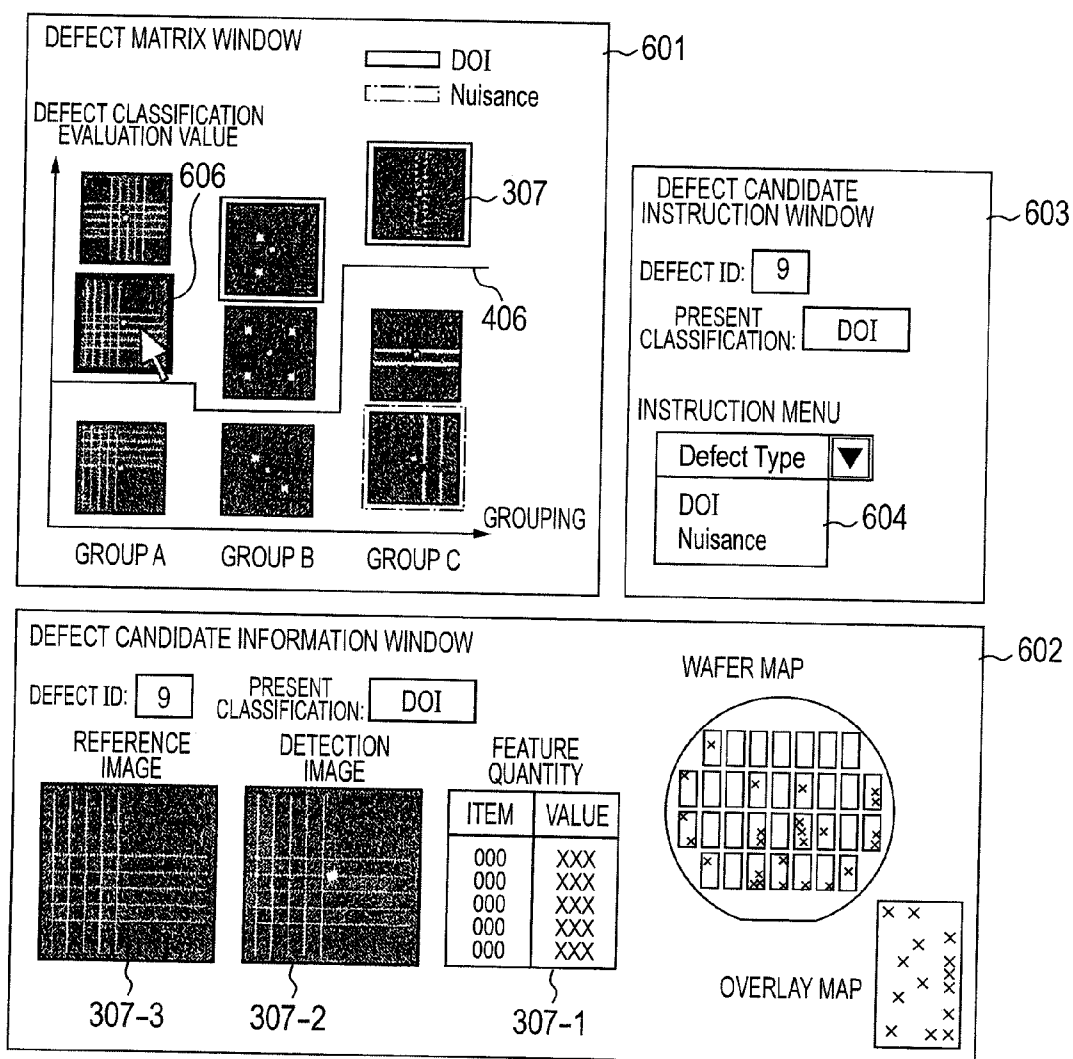 DEFECT MATRIX WINDOW
601
DOI
Nuisance
DEFECT CLASSIFICATION
EVALUATION VALUE
606
307
406
GROUPING
GROUP A
GROUP B
GROUP C
DEFECT CANDIDATE
INSTRUCTION WINDOW
603
DEFECT ID: 9
PRESENT
CLASSIFICATION: DOI
INSTRUCTION MENU
Defect Type
DOI
Nuisance
604
DEFECT CANDIDATE INFORMATION WINDOW
602
DEFECT ID: 9
PRESENT
CLASSIFICATION: DOI
REFERENCE
IMAGE
DETECTION
IMAGE
FEATURE
QUANTITY
ITEM VALUE
000 XXX
000 XXX
000 XXX
000 XXX
000 XXX
307-3
307-2
307-1
WAFER MAP
OVERLAY MAP